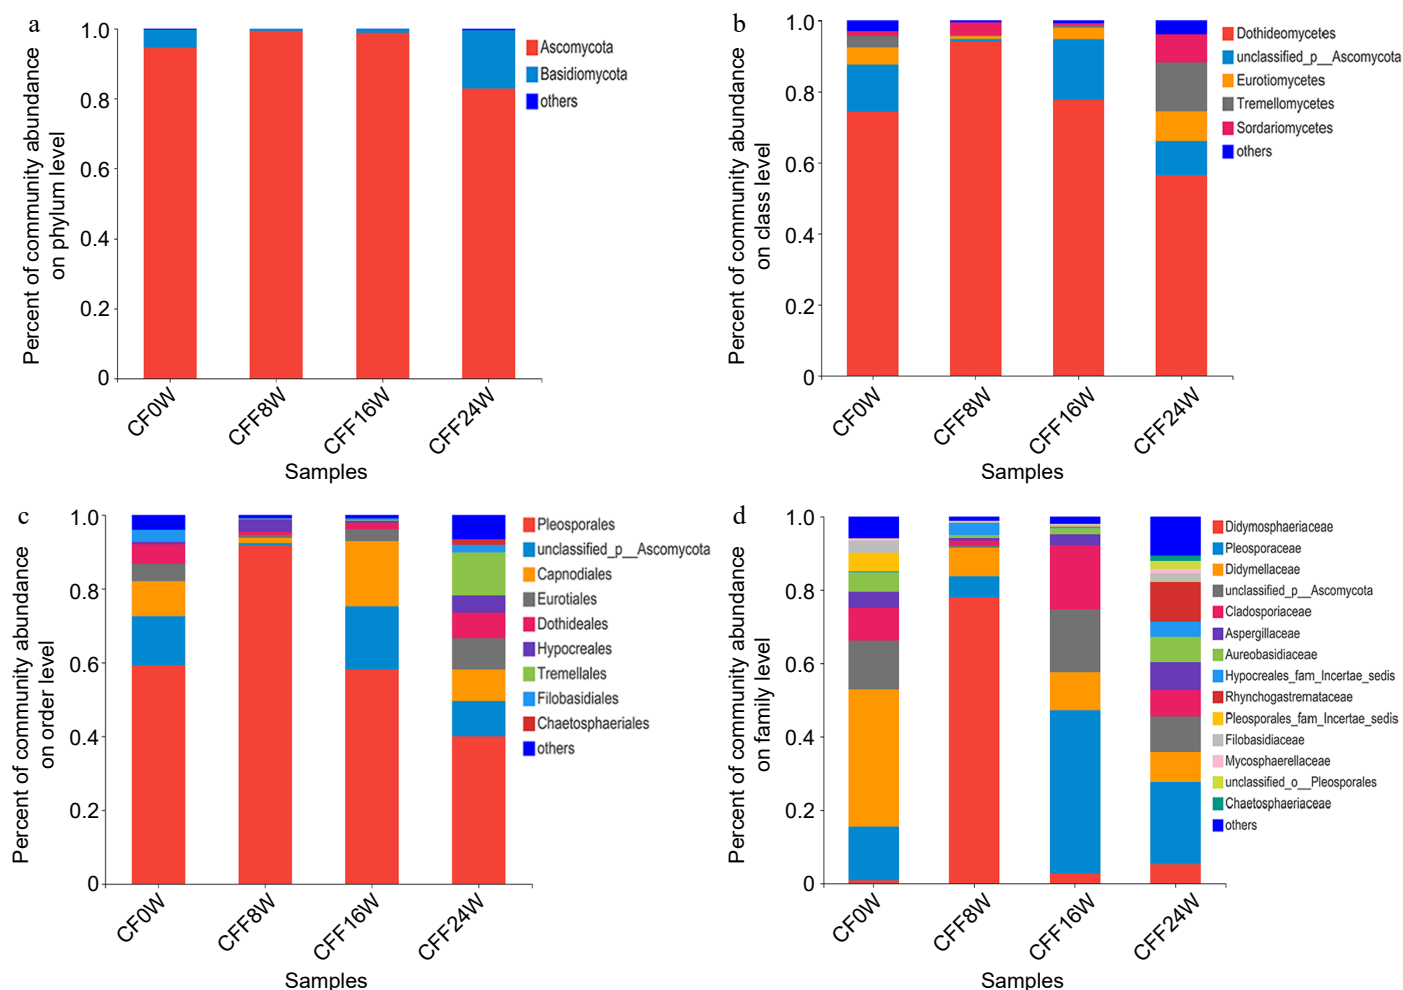 a
Percent of community abundance
on phylum level
1.0
0.8
0.6
0.4
0.2
0
CF0W
CFF8W
CFF16W
CFF24W
Samples
Ascomycota
Basidiomycota
others
b
Percent of community abundance
on class level
1.0
0.8
0.6
0.4
0.2
0
CF0W
CFF8W
CFF16W
CFF24W
Samples
Dothideomycetes
unclassified_p__Ascomycota
Eurotiomycetes
Tremellomycetes
Sordariomycetes
others
c
Percent of community abundance
on order level
1.0
0.8
0.6
0.4
0.2
0
CF0W
CFF8W
CFF16W
CFF24W
Samples
Pleosporales
unclassified_p__Ascomycota
Capnodiales
Eurotiales
Dothideales
Hypocreales
Tremellales
Filobasidiales
Chaetosphaeriales
others
d
Percent of community abundance
on family level
1.0
0.8
0.6
0.4
0.2
0
CF0W
CFF8W
CFF16W
CFF24W
Samples
Didymosphaeriaceae
Pleosporaceae
Didymellaceae
unclassified_p__Ascomycota
Cladosporiaceae
Aspergillaceae
Aureobasidiaceae
Hypocreales_fam_Incertae_sedis
Rhynchogastremataceae
Pleosporales_fam_Incertae_sedis
Filobasidiaceae
Mycosphaerellaceae
unclassified_o__Pleosporales
Chaetosphaeriaceae
others